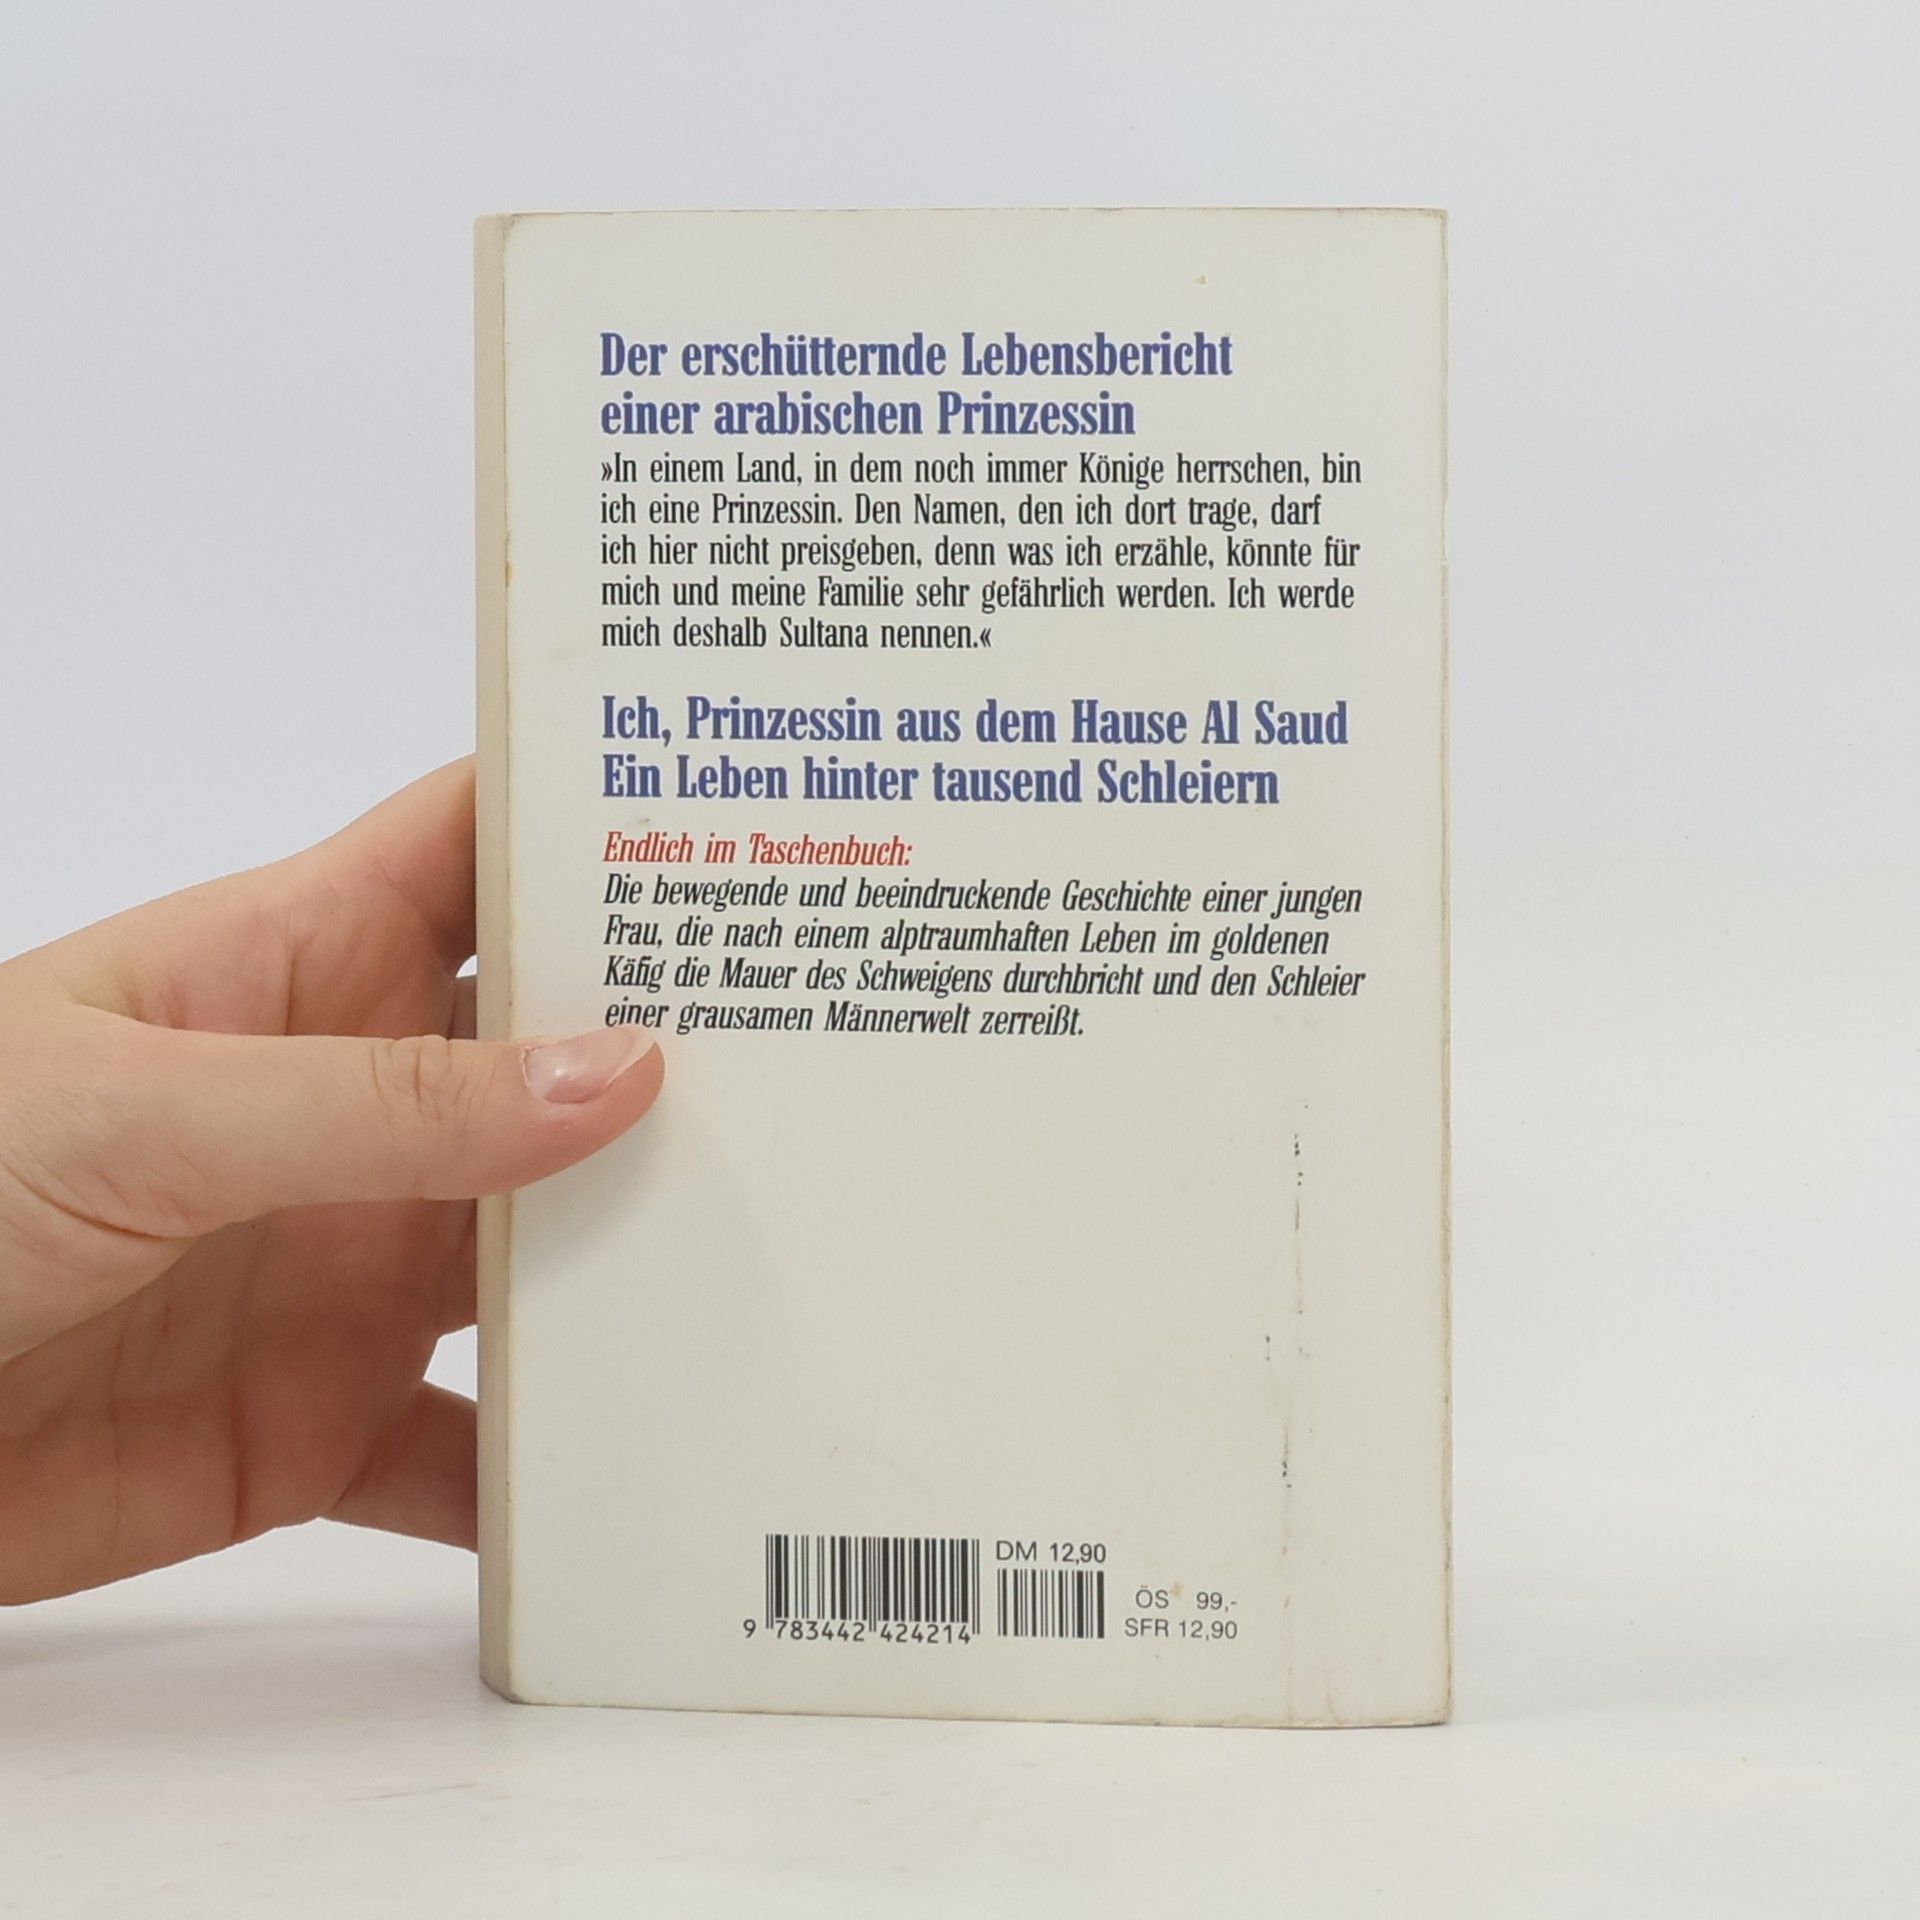 Der erschütternde Lebensbericht
einer arabischen Prinzessin
»In einem Land, in dem noch immer Könige herrschen, bin
ich eine Prinzessin. Den Namen, den ich dort trage, darf
ich hier nicht preisgeben, denn was ich erzähle, könnte für
mich und meine Familie sehr gefährlich werden. Ich werde
mich deshalb Sultana nennen.«
Ich, Prinzessin aus dem Hause Al Saud
Ein Leben hinter tausend Schleiern
Endlich im Taschenbuch:
Die bewegende und beeindruckende Geschichte einer jungen
Frau, die nach einem alptraumhaften Leben im goldenen
Käfig die Mauer des Schweigens durchbricht und den Schleier
einer grausamen Männerwelt zerreißt.
DM 12,90
ÖS 99,-
SFR 12,90
9 783442 424214